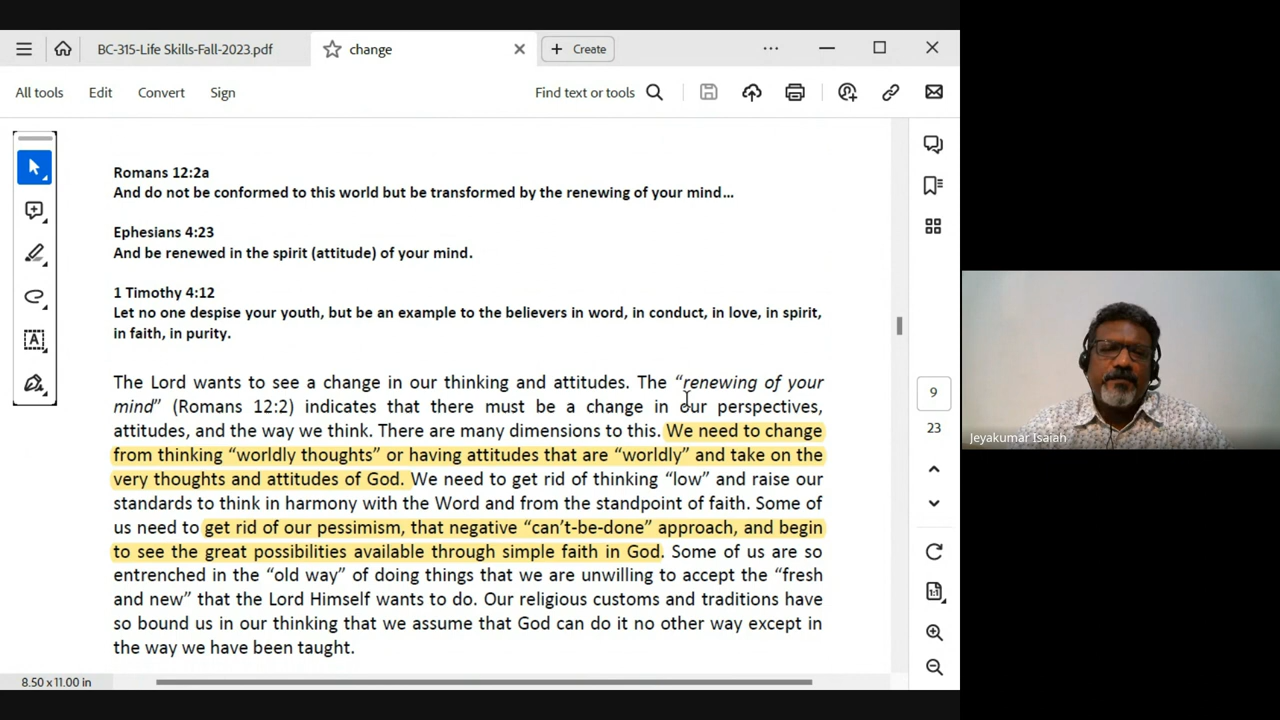 BC-315-Life Skills-Fall-2023.pdf
change
Create
All tools
Edit
Convert
Sign
Find text or tools
Romans 12:2a
And do not be conformed to this world but be transformed by the renewing of your mind…
Ephesians 4:23
And be renewed in the spirit (attitude) of your mind.
1 Timothy 4:12
Let no one despise your youth, but be an example to the believers in word, in conduct, in love, in spirit,
in faith, in purity.
The Lord wants to see a change in our thinking and attitudes. The “renewing of your
mind” (Romans 12:2) indicates that there must be a change in our perspectives,
attitudes, and the way we think. There are many dimensions to this. We need to change
from thinking “worldly thoughts” or having attitudes that are “worldly” and take on the
very thoughts and attitudes of God. We need to get rid of thinking “low” and raise our
standards to think in harmony with the Word and from the standpoint of faith. Some of
us need to get rid of our pessimism, that negative “can’t-be-done” approach, and begin
to see the great possibilities available through simple faith in God. Some of us are so
entrenched in the “old way” of doing things that we are unwilling to accept the “fresh
and new” that the Lord Himself wants to do. Our religious customs and traditions have
so bound us in our thinking that we assume that God can do it no other way except in
the way we have been taught.
9
23
1:1
8.50 x 11.00 in
Jeyakumar Isaiah